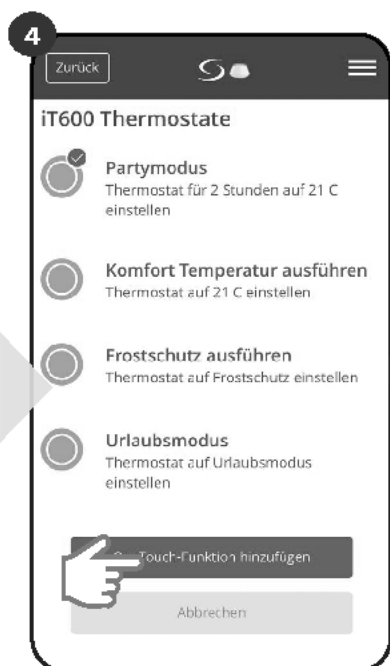 4
Zurück
iT600 Thermostate
Partymodus
Thermostat für 2 Stunden auf 21 C
einstellen
Komfort Temperatur ausführen
Thermostat auf 21 C einstellen
Frostschutz ausführen
Thermostat auf Frostschutz einstellen
Urlaubsmodus
Thermostat auf Urlaubsmodus
einstellen
Touch-Funktion hinzufügen
Abbrechen